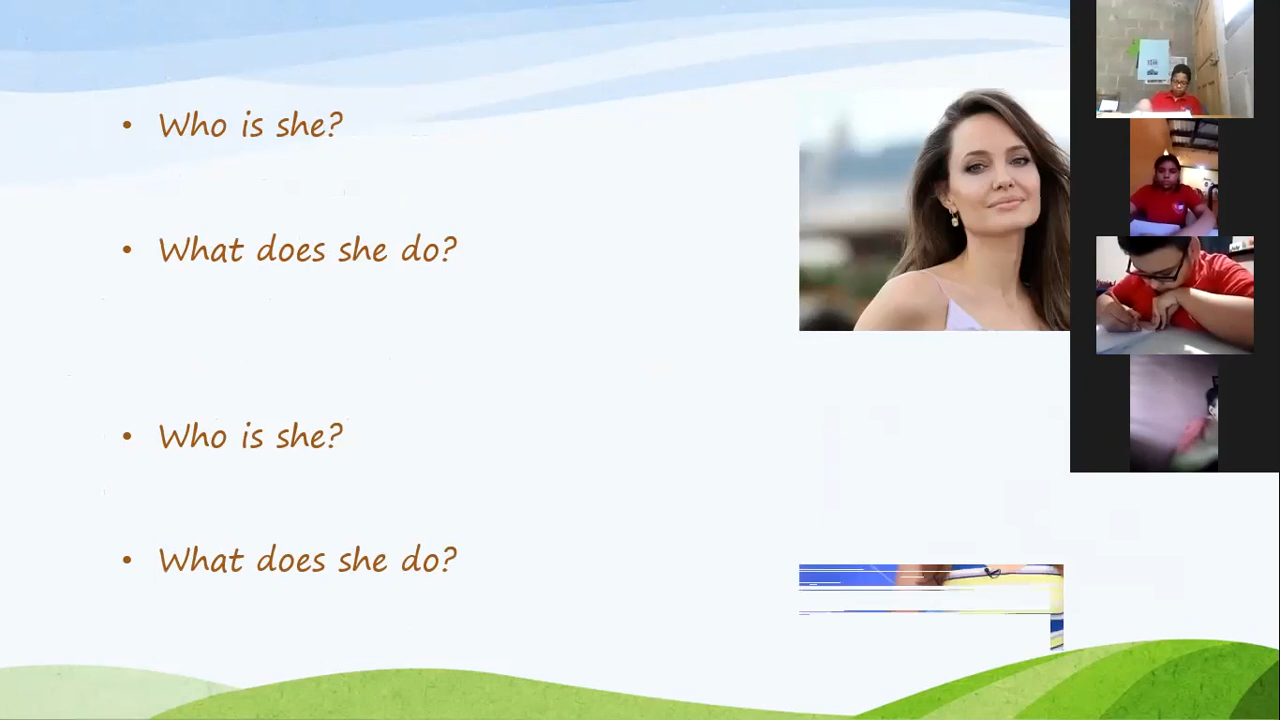 • Who is she?
• What does she do?
• Who is she?
• What does she do?